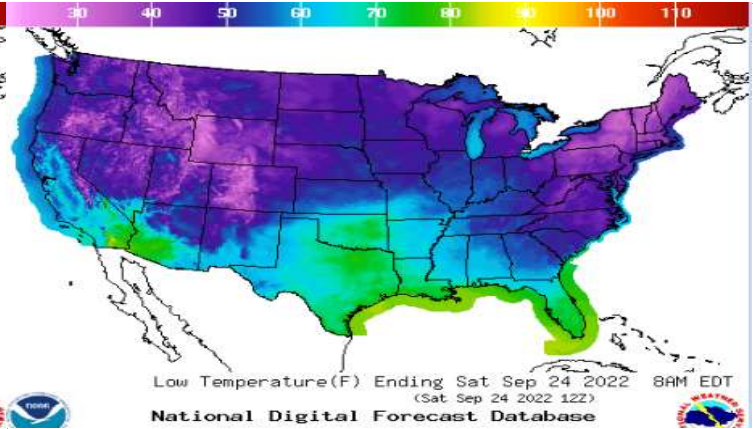 30 40 50 60 70 80 90 100 110
Low Temperature(F) Ending Sat Sep 24 2022 8AM EDT
(Sat Sep 24 2022 12Z)
National Digital Forecast Database